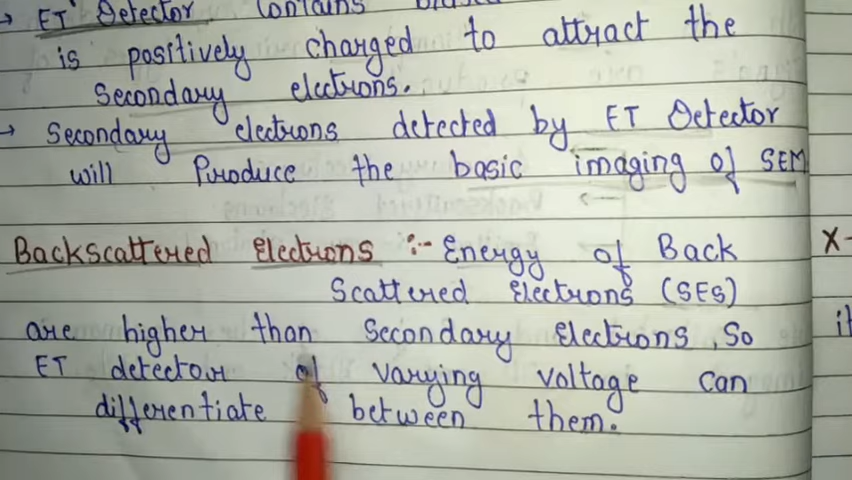 → ET Detector contains
is positively charged to attract the
Secondary electrons.
→ Secondary electrons detected by ET Detector
will Produce the basic imaging of SEM
Backscattered Electrons :- Energy of Back
Scattered Electrons (SES)
are higher than Secondary Electrons, So
ET detector of varying voltage can
differentiate between them.
X-
it